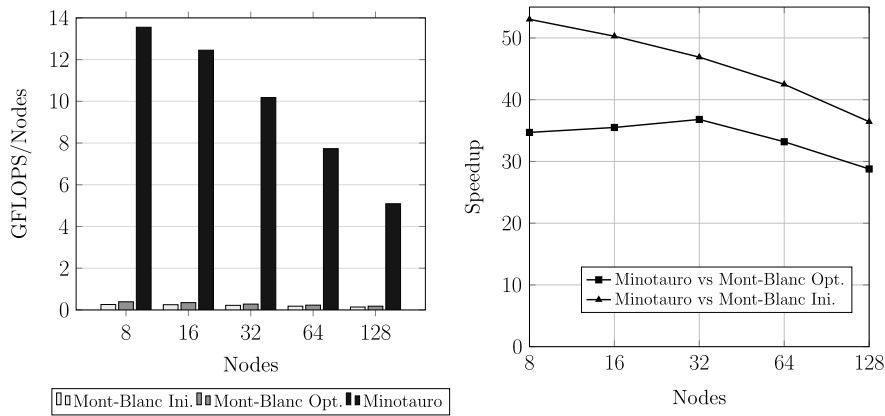 14
12
10
8
6
4
2
0
GFLOPS/Nodes
8 16 32 64 128
Nodes
Mont-Blanc Ini. Mont-Blanc Opt. Minotauro
50
40
30
20
10
0
Speedup
Minotauro vs Mont-Blanc Opt.
Minotauro vs Mont-Blanc Ini.
8 16 32 64 128
Nodes